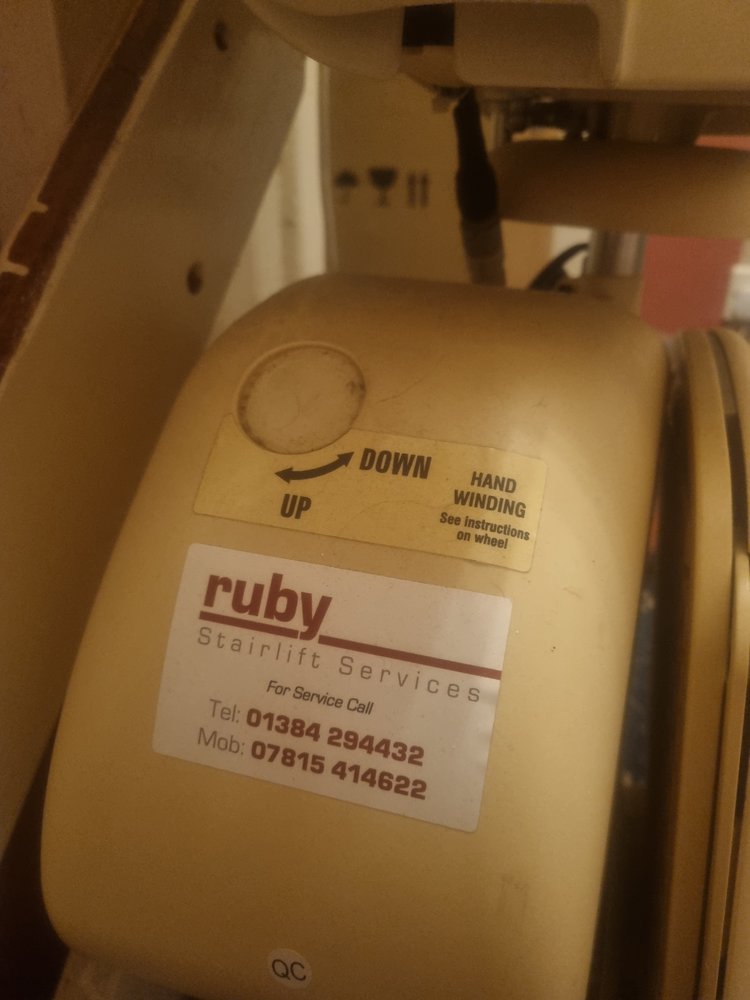 DOWN
UP
HAND
WINDING
See instructions
on wheel
ruby
Stairlift Services
For Service Call
Tel: 01384 294432
Mob: 07815 414622
QC